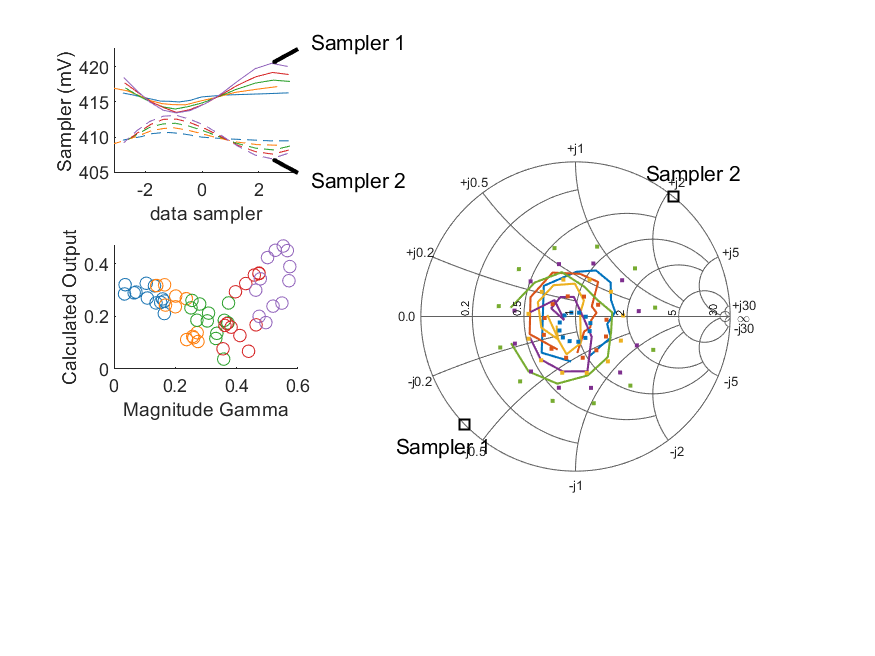 Sampler 1
420
415
410
405
Sampler (mV)
-2
0
2
data sampler
Sampler 2
0.4
0.2
0
Calculated Output
0
0.2
0.4
0.6
Magnitude Gamma
+j1
Sampler 2
+j2
+j0.5
+j0.2
+j5
0.0
0.2
0.5
1
2
5
30
+j30
∞
-j30
-j0.2
-j5
Sampler 1
-j0.5
-j2
-j1